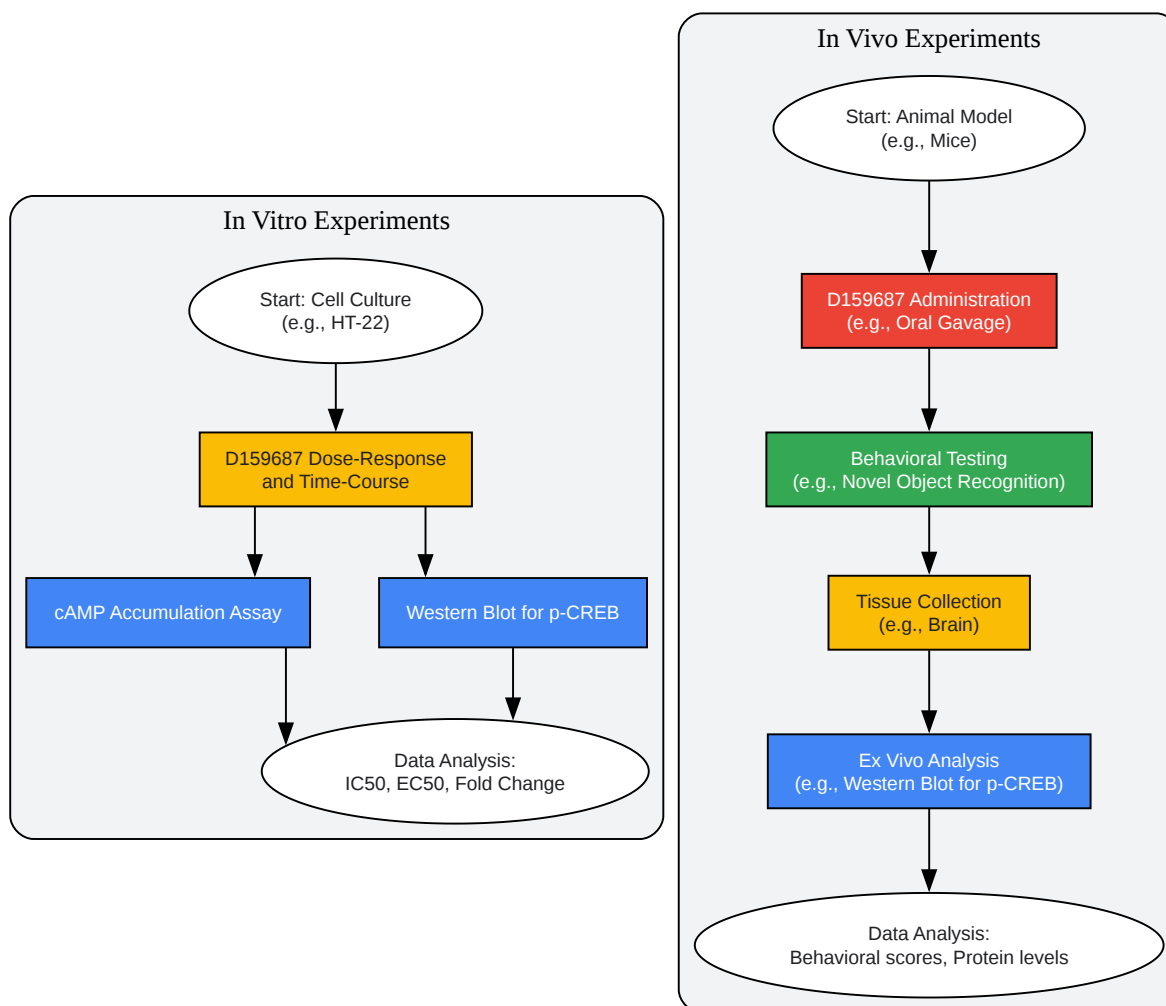 In Vitro Experiments
Start: Cell Culture
(e.g., HT-22)
D159687 Dose-Response
and Time-Course
cAMP Accumulation Assay
Western Blot for p-CREB
Data Analysis:
IC50, EC50, Fold Change
In Vivo Experiments
Start: Animal Model
(e.g., Mice)
D159687 Administration
(e.g., Oral Gavage)
Behavioral Testing
(e.g., Novel Object Recognition)
Tissue Collection
(e.g., Brain)
Ex Vivo Analysis
(e.g., Western Blot for p-CREB)
Data Analysis:
Behavioral scores, Protein levels